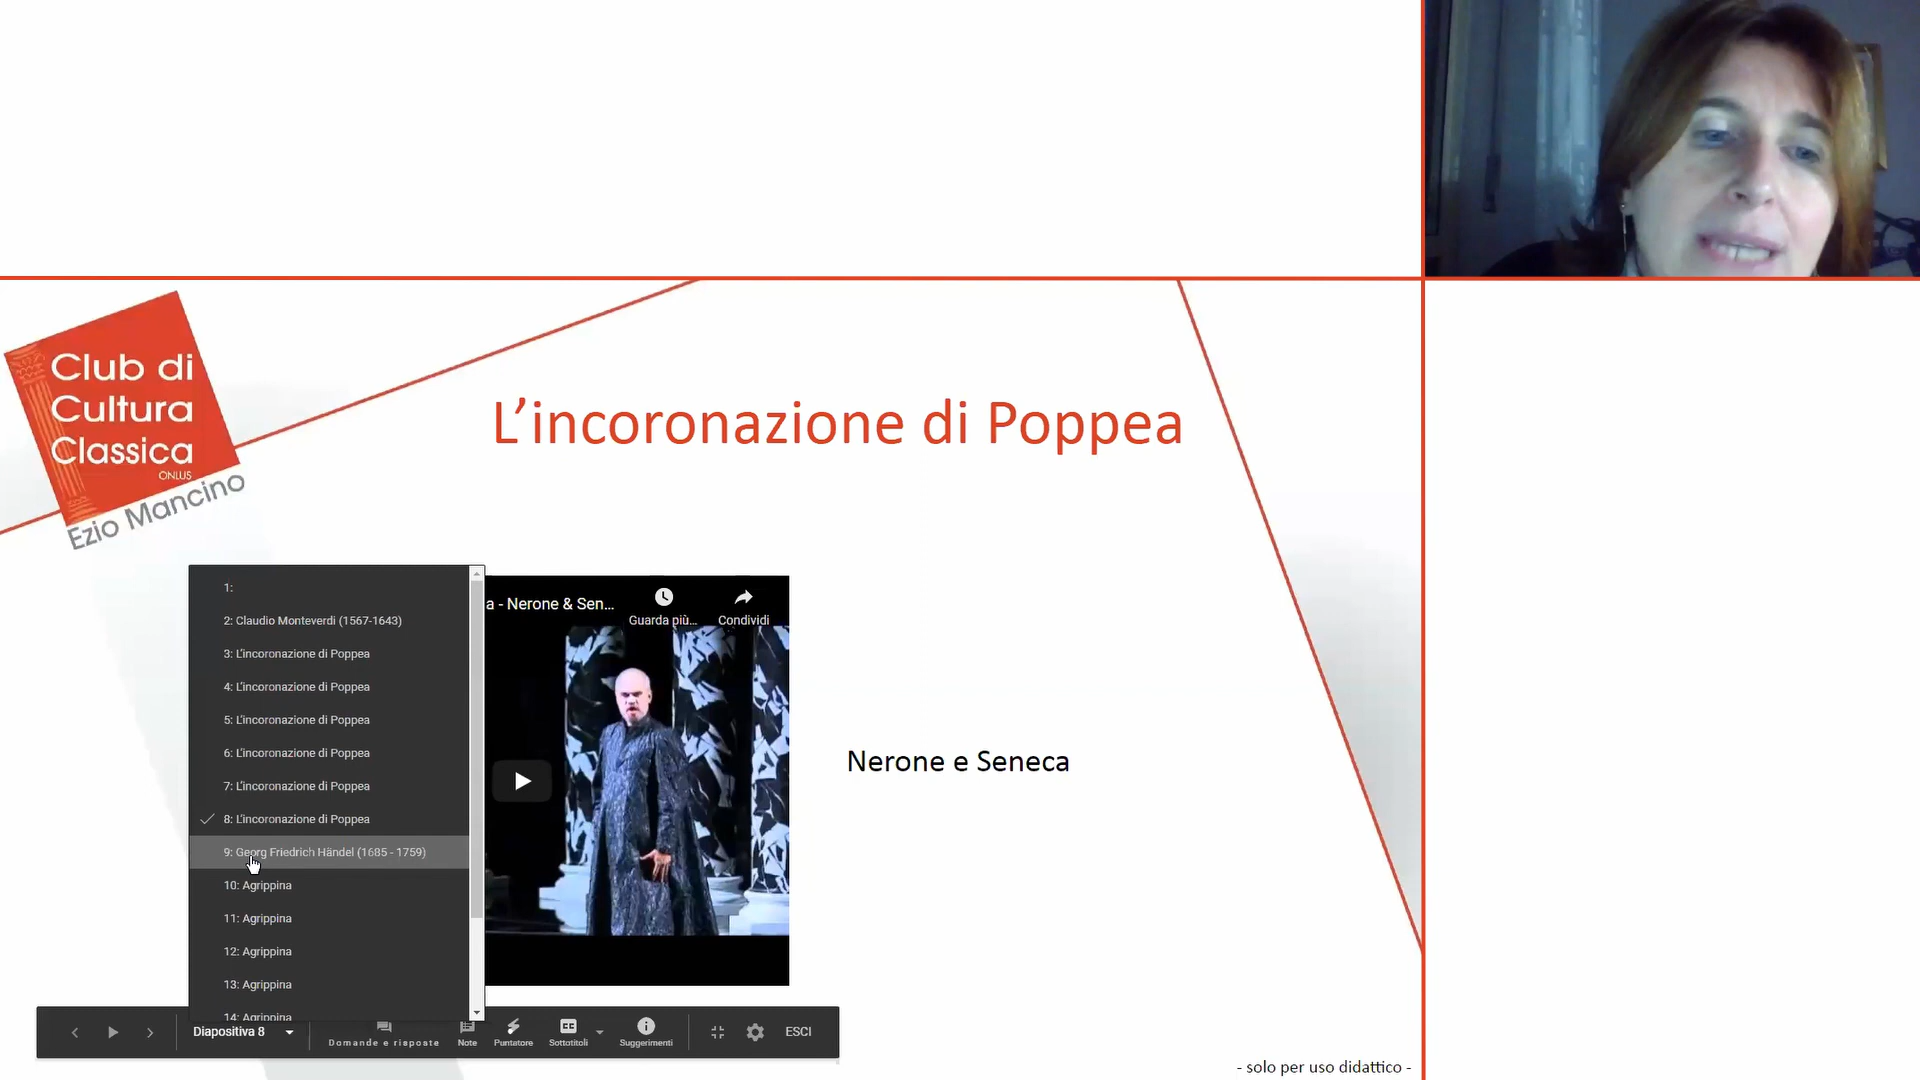 Club di
Cultura
Classica
ONLUS
Ezio Mancino
L'incoronazione di Poppea
a - Nerone & Sen...
Guarda più...
Condividi
1:
2: Claudio Monteverdi (1567-1643)
3: L'incoronazione di Poppea
4: L'incoronazione di Poppea
5: L'incoronazione di Poppea
6: L'incoronazione di Poppea
7: L'incoronazione di Poppea
8: L'incoronazione di Poppea
9: Georg Friedrich Händel (1685 - 1759)
10: Agrippina
11: Agrippina
12: Agrippina
13: Agrippina
14: Agrippina
Nerone e Seneca
Diapositiva 8
Domande e risposte
Note
Puntatore
Sottotitoli
Suggerimenti
ESCI
- solo per uso didattico -